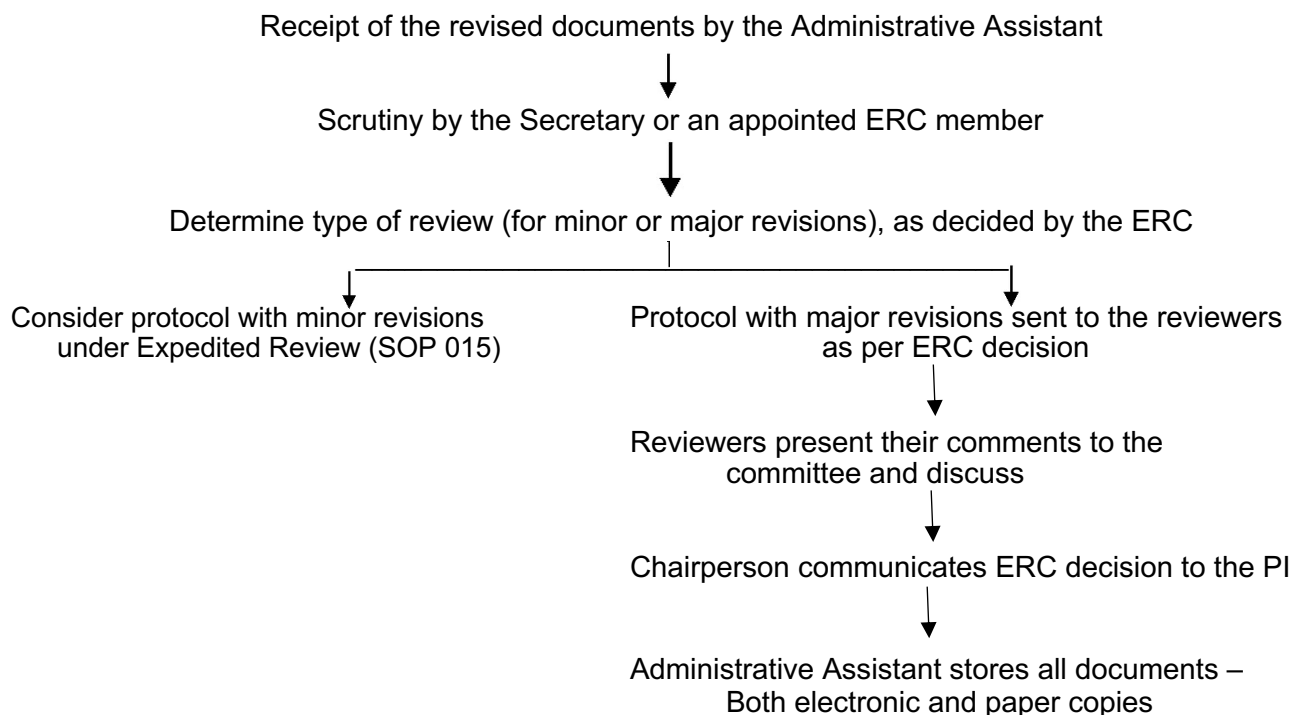 Receipt of the revised documents by the Administrative Assistant
Scrutiny by the Secretary or an appointed ERC member
Determine type of review (for minor or major revisions), as decided by the ERC
Consider protocol with minor revisions
under Expedited Review (SOP 015)
Protocol with major revisions sent to the reviewers
as per ERC decision
Reviewers present their comments to the
committee and discuss
Chairperson communicates ERC decision to the PI
Administrative Assistant stores all documents –
Both electronic and paper copies